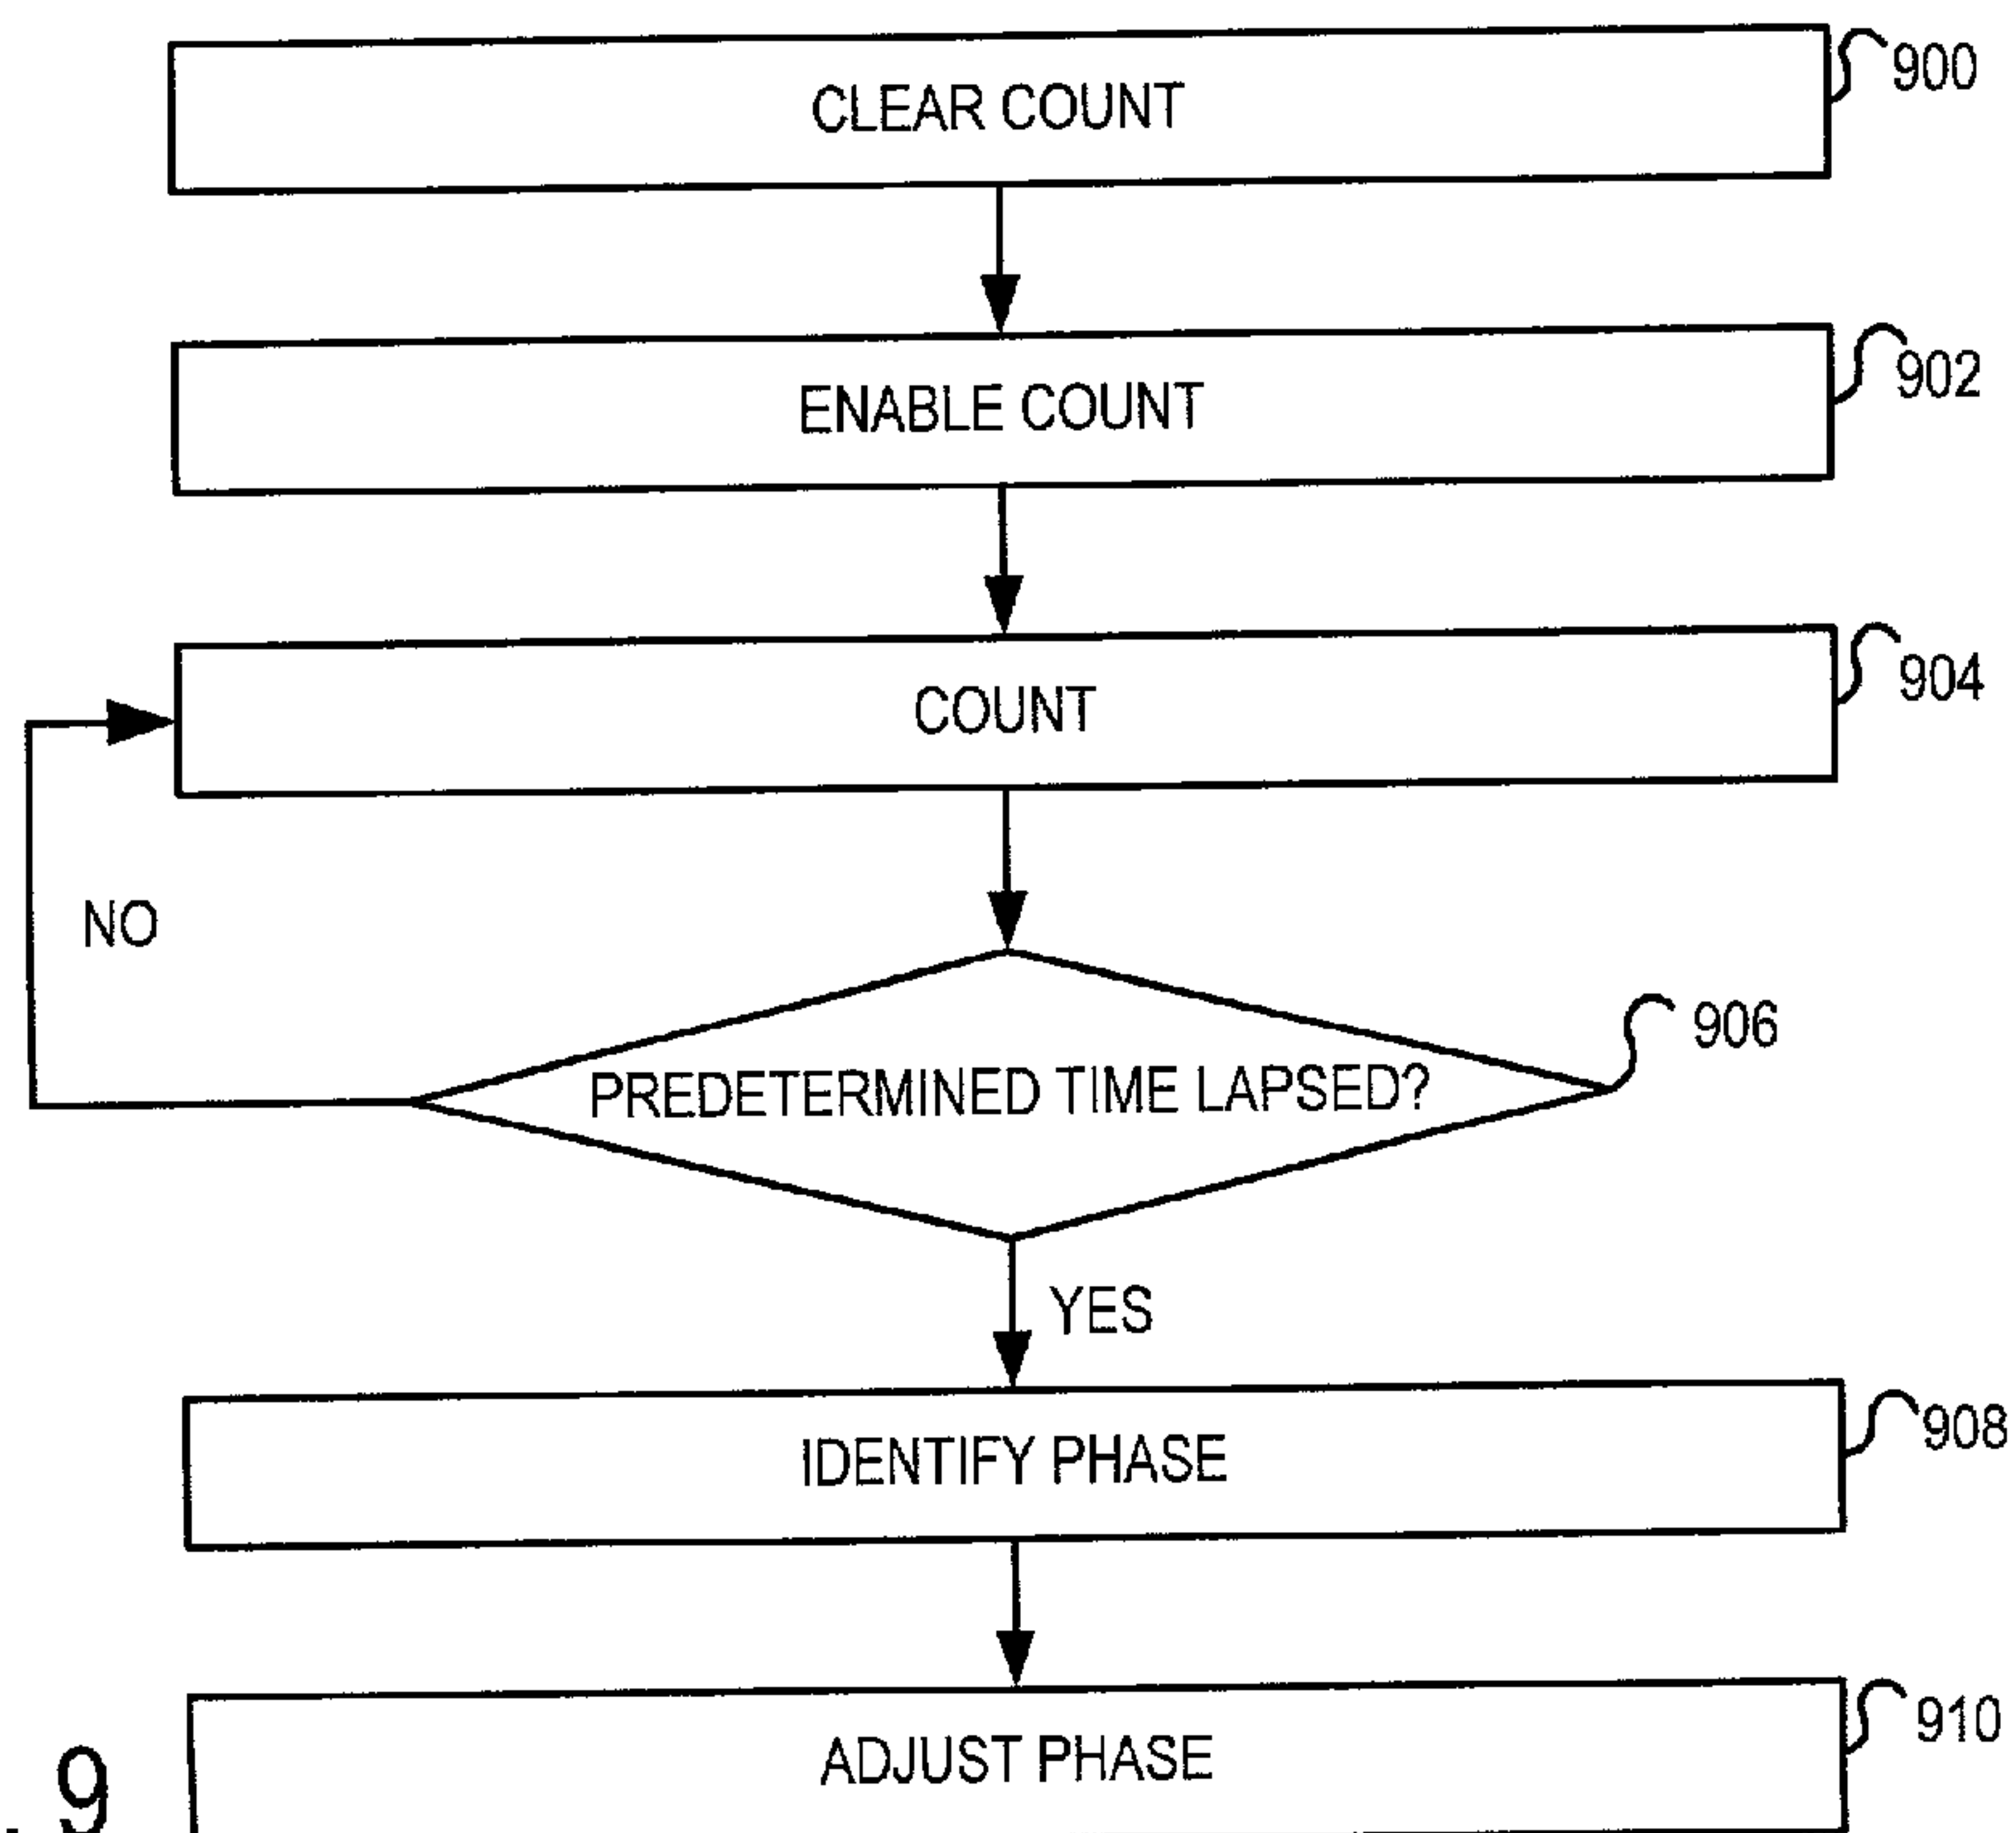 CLEAR COUNT
900
ENABLE COUNT
902
COUNT
904
NO
PREDETERMINED TIME LAPSED?
906
YES
IDENTIFY PHASE
908
ADJUST PHASE
910
. 9